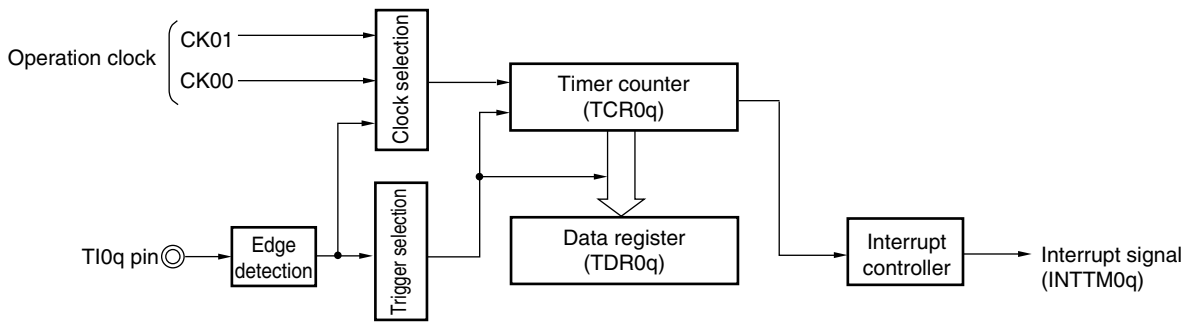 Operation clock
CK01
CK00
Clock selection
Timer counter
(TCR0q)
Trigger selection
Data register
(TDR0q)
TI0q pin
Edge
detection
Interrupt
controller
Interrupt signal
(INTTM0q)